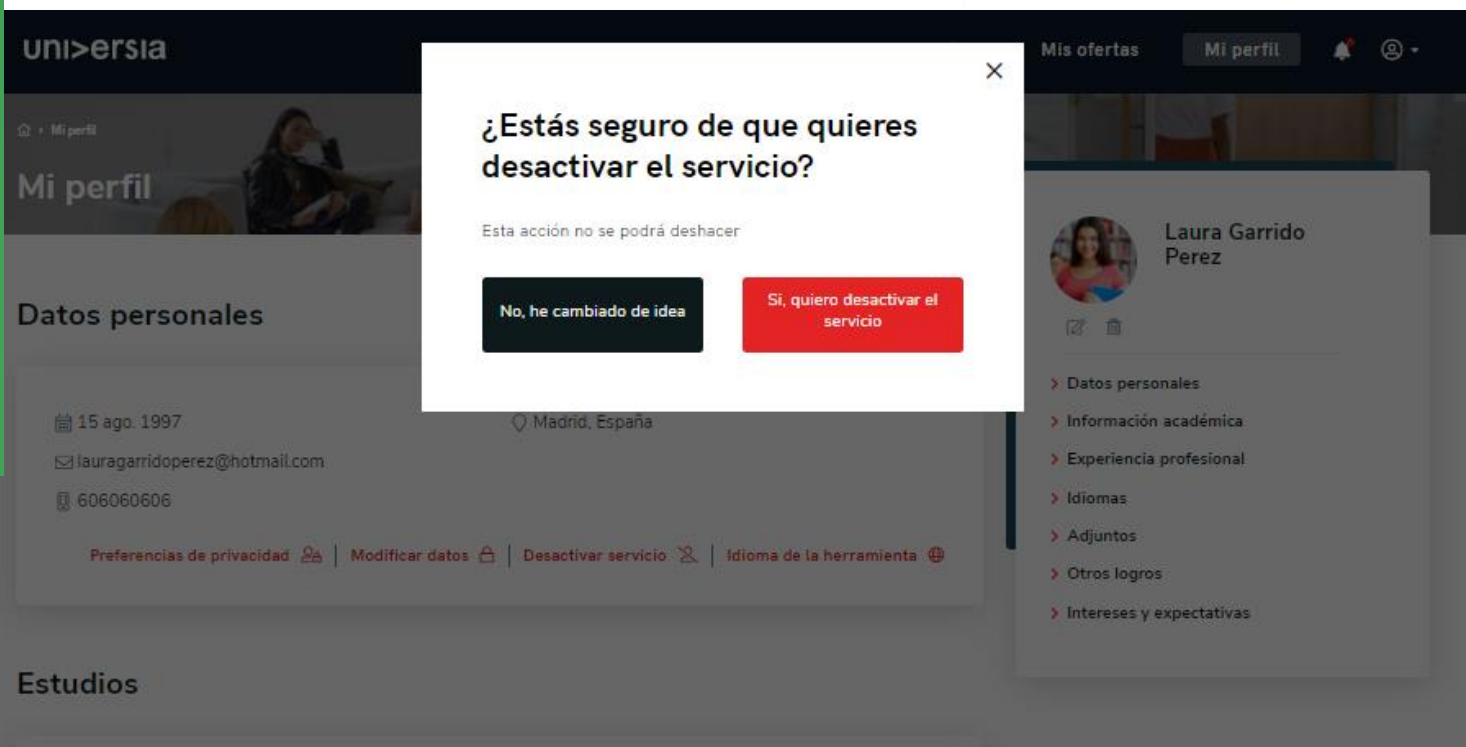 uni>ersia
Mis ofertas
Mi perfil
Mi perfil
Mi perfil
¿Estás seguro de que quieres
desactivar el servicio?
Esta acción no se podrá deshacer
No, he cambiado de idea
Si, quiero desactivar el
servicio
Datos personales
15 ago. 1997
Madrid, España
lauragarridoperez@hotmail.com
606060606
Preferencias de privacidad | Modificar datos | Desactivar servicio | Idioma de la herramienta
Estudios
Laura Garrido
Perez
> Datos personales
> Información académica
> Experiencia profesional
> Idiomas
> Adjuntos
> Otros logros
> Intereses y expectativas